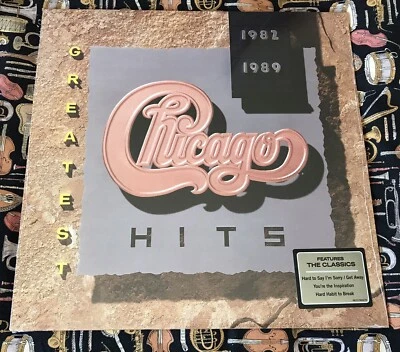 1982
1989
GREATEST
Chicago
HITS
FEATURES
THE CLASSICS
Hard to Say I'm Sorry / Get Away
You're the Inspiration
Hard Habit to Break